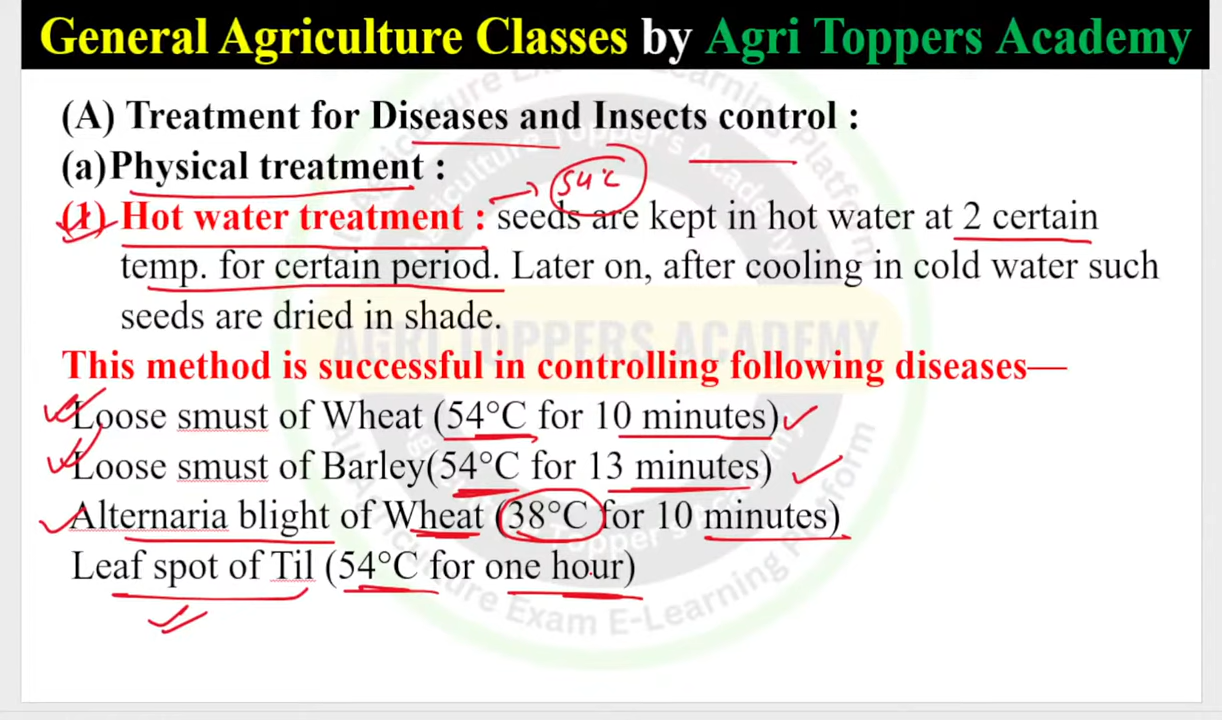 General Agriculture Classes by Agri Toppers Academy
(A) Treatment for Diseases and Insects control :
(a)Physical treatment :
54°C
(1) Hot water treatment : seeds are kept in hot water at 2 certain
temp. for certain period. Later on, after cooling in cold water such
seeds are dried in shade.
AGRI TOPPERS ACADEMY
This method is successful in controlling following diseases—
Loose smust of Wheat (54°C for 10 minutes)
Loose smust of Barley(54°C for 13 minutes)
Alternaria blight of Wheat (38°C for 10 minutes)
Leaf spot of Til (54°C for one hour)